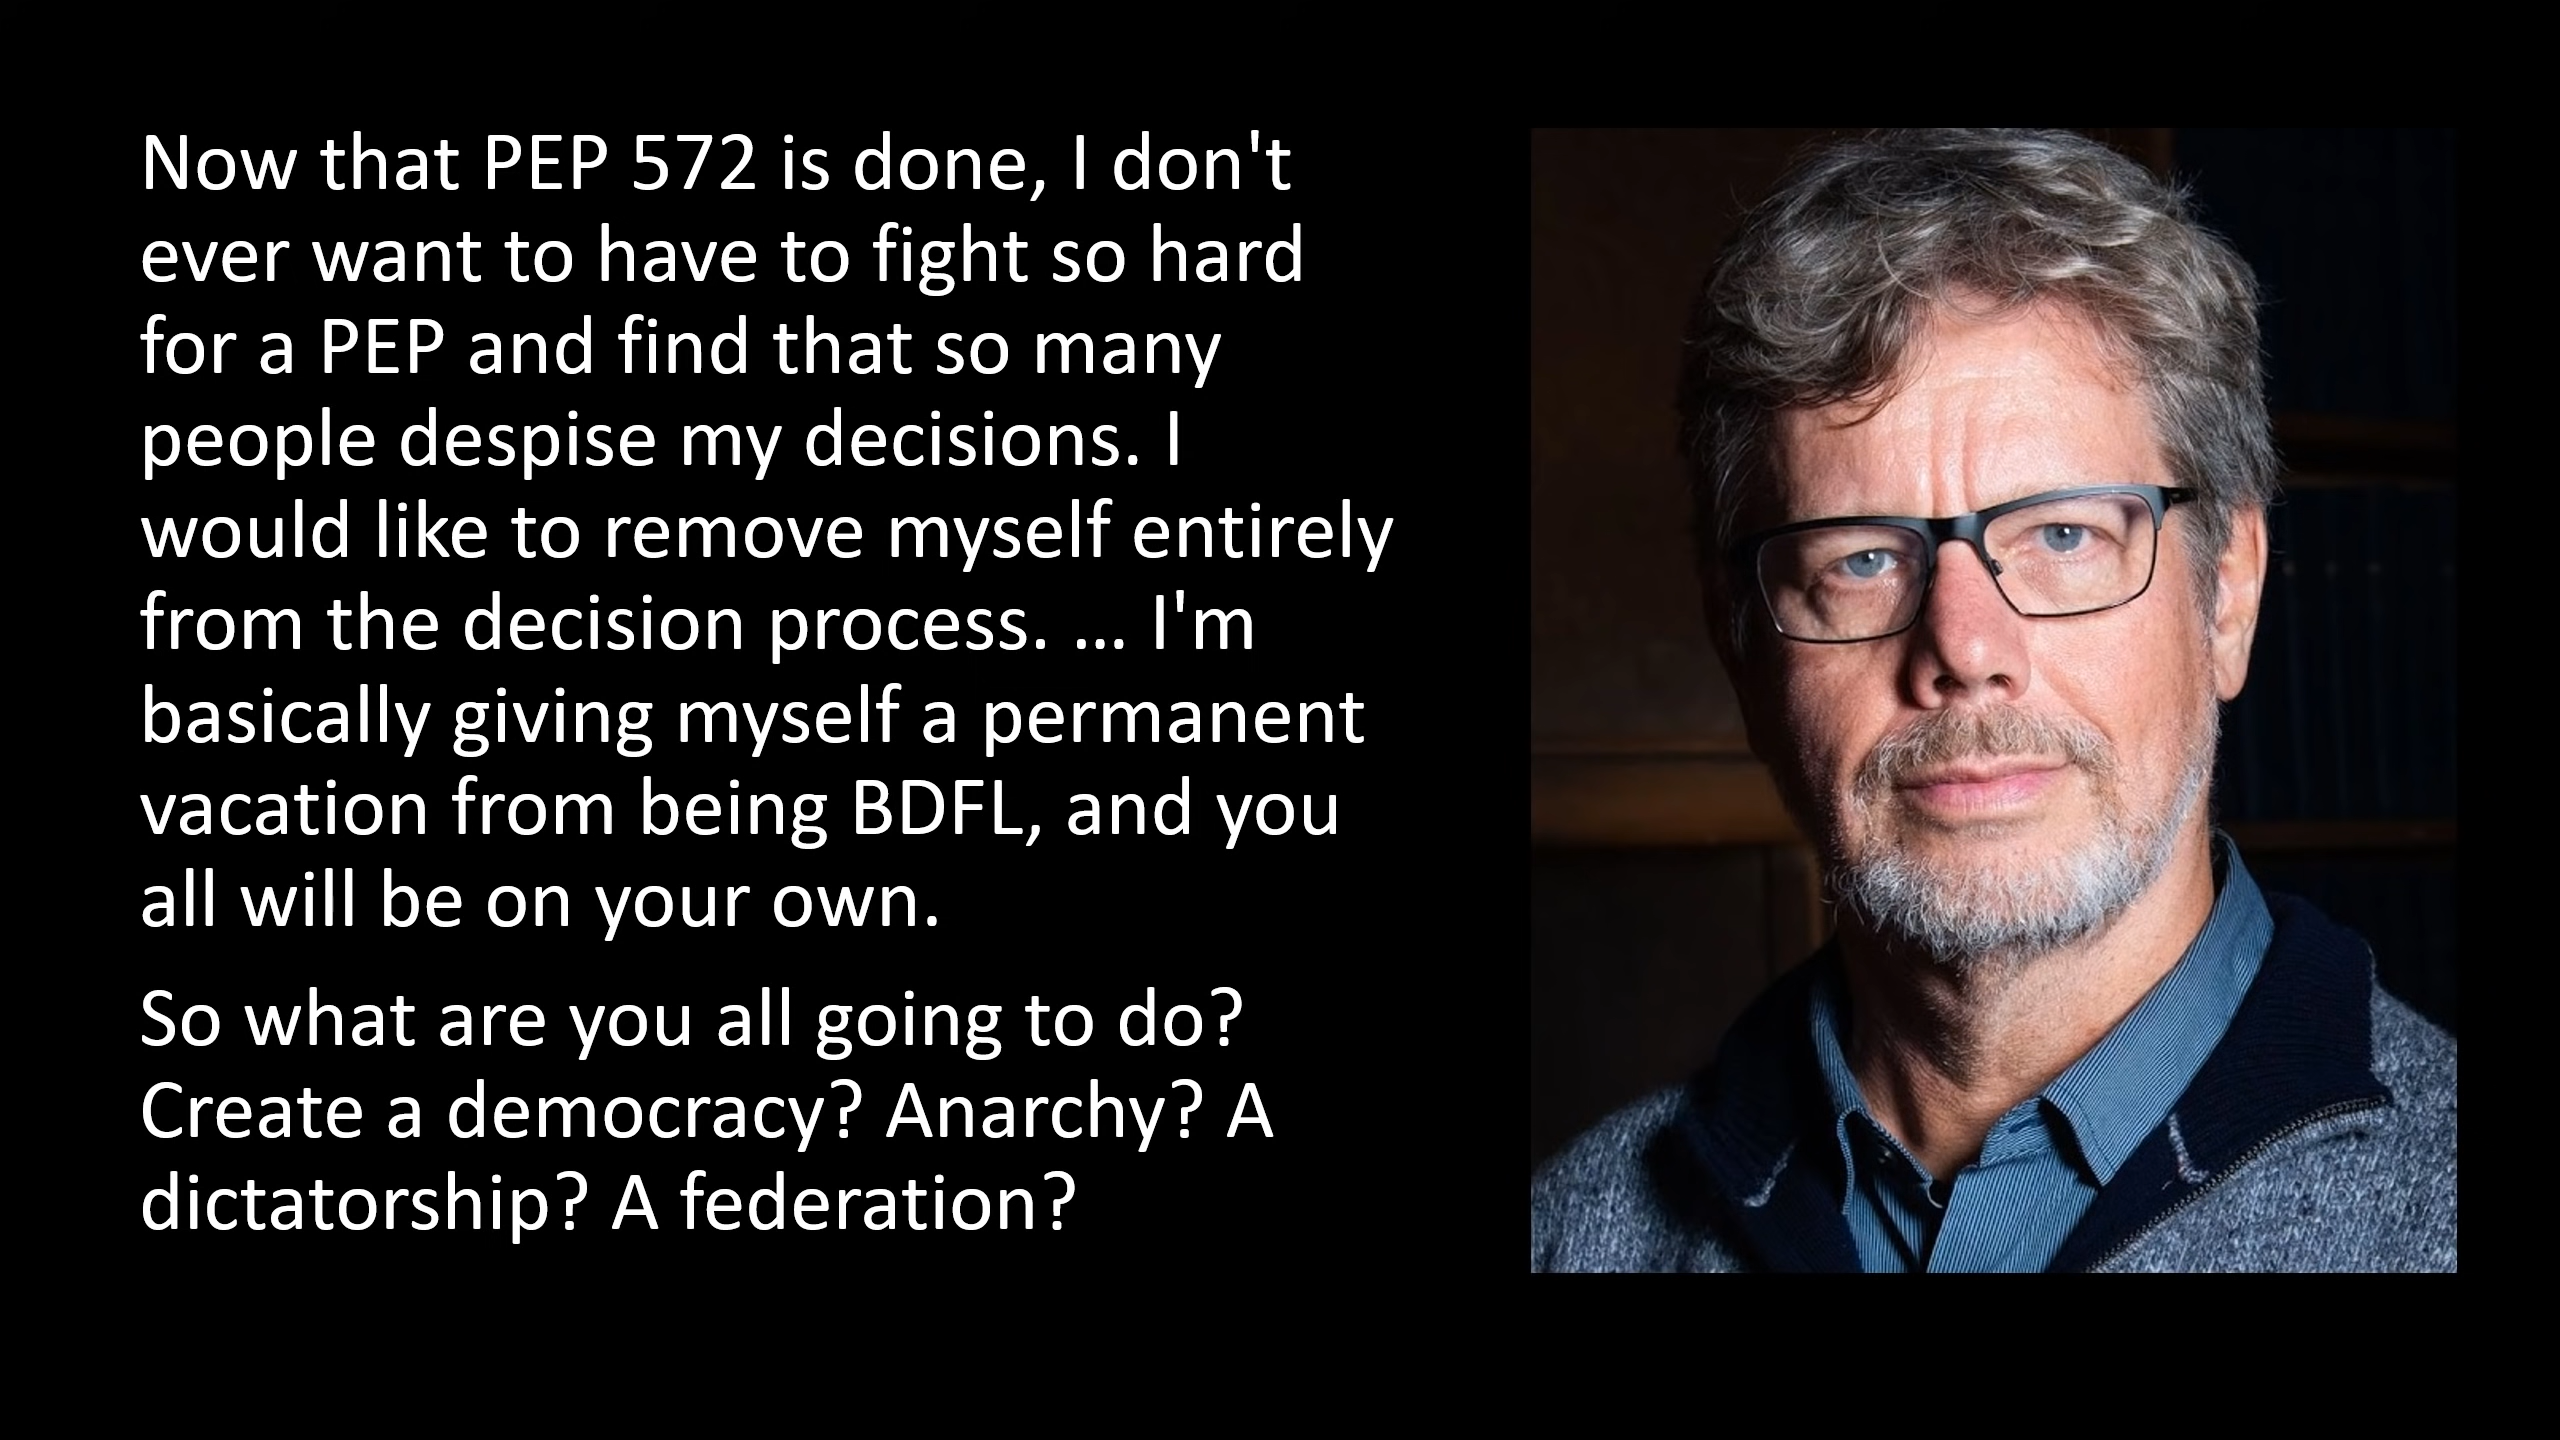 Now that PEP 572 is done, I don't
ever want to have to fight so hard
for a PEP and find that so many
people despise my decisions. I
would like to remove myself entirely
from the decision process. ... I'm
basically giving myself a permanent
vacation from being BDFL, and you
all will be on your own.
So what are you all going to do?
Create a democracy? Anarchy? A
dictatorship? A federation?